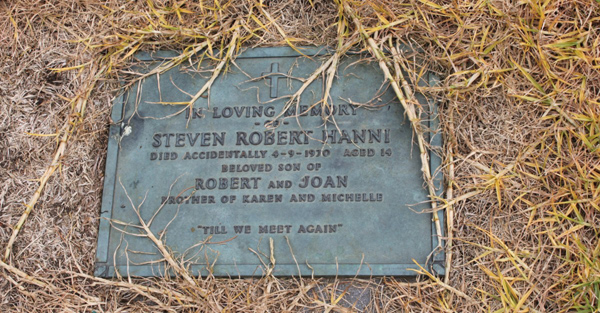 IN LOVING MEMORY
- OF -
STEVEN ROBERT HANNI
DIED ACCIDENTALLY 4-9-1970 AGED 14
BELOVED SON OF
ROBERT AND JOAN
BROTHER OF KAREN AND MICHELLE
"TILL WE MEET AGAIN"